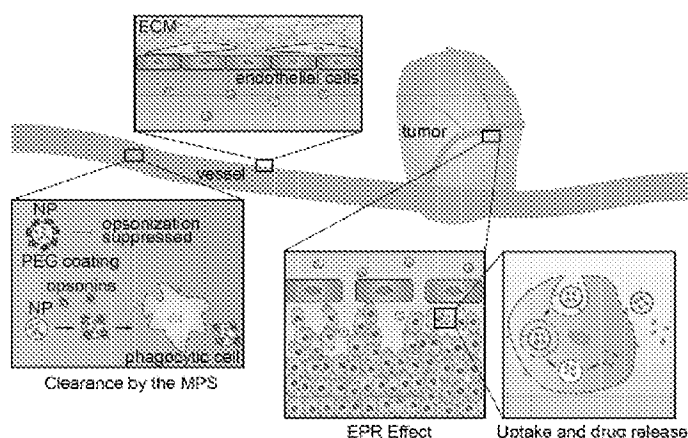 ECM
endothelial cells
tumor
vessel
NP
opsonization
suppressed
PEG coating
opsonins
NP
phagocytic cell
Clearance by the MPS
EPR Effect
Uptake and drug release